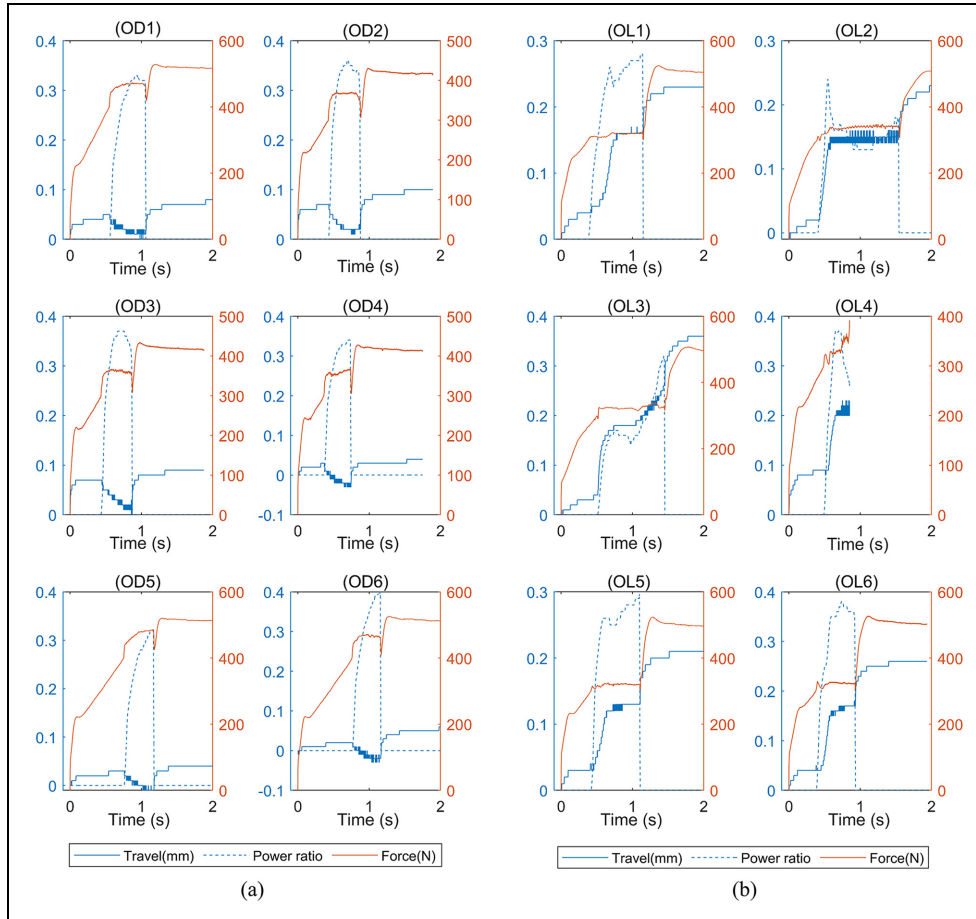 (OD1) (OD2) (OL1) (OL2)
0.4 600 0.4 500 0.3 600 0.3 600
0.3 400 0.3 400 0.2 400 0.2 400
0.2 0.2 300
0.1 200 0.1 200 0.1 200 0.1 200
100
0 0 0 0 0 0 0 0
0 1 2 0 1 2 0 1 2 0 1 2
Time (s) Time (s) Time (s) Time (s)
(OD3) (OD4) (OL3) (OL4)
0.4 500 0.4 500 0.4 600 0.4 400
0.3 400 0.3 400 0.3 400 0.3 300
0.2 300 0.2 300 0.2 0.2 200
0.1 200 0.1 200 0.1 200 0.1 100
100 0 100
0 0 -0.1 0 0 0 0 0
0 1 2 0 1 2 0 1 2 0 1 2
Time (s) Time (s) Time (s) Time (s)
(OD5) (OD6) (OL5) (OL6)
0.4 600 0.4 600 0.3 600 0.4 600
0.3 400 0.3 400 0.2 400 0.3 400
0.2 0.2 0.2
0.1 200 0.1 200 0.1 200 0.1 200
0 0
0 -0.1 0 0 0 0 0
0 1 2 0 1 2 0 1 2 0 1 2
Time (s) Time (s) Time (s) Time (s)
Travel(mm) Power ratio Force(N) Travel(mm) Power ratio Force(N)
(a) (b)